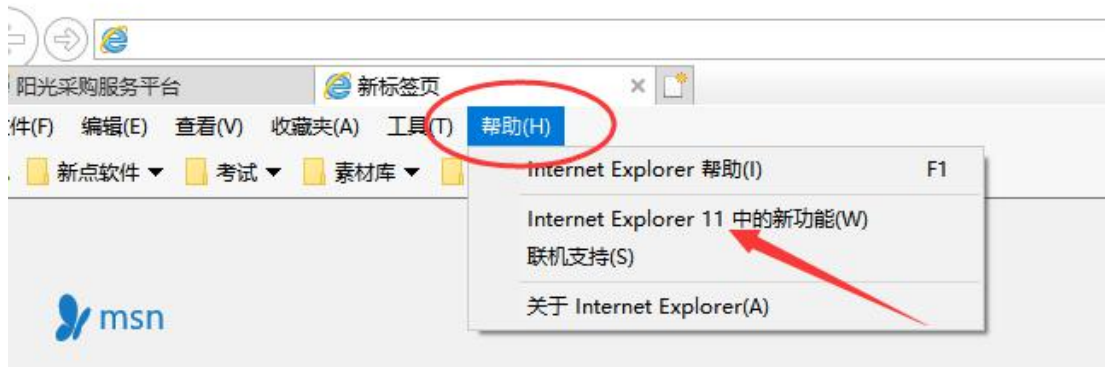 阳光采购服务平台 新标签页
件(F) 编辑(E) 查看(V) 收藏夹(A) 工具(T) 帮助(H)
新点软件 考试 素材库
Internet Explorer 帮助(I) F1
Internet Explorer 11 中的新功能(W)
联机支持(S)
关于 Internet Explorer(A)
msn